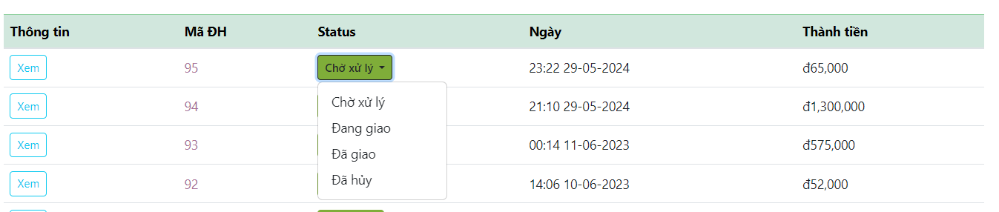 Thông tin Mã ĐH Status Ngày Thành tiền
Xem 95 Chờ xử lý 23:22 29-05-2024 đ65,000
Chờ xử lý
Xem 94 21:10 29-05-2024 đ1,300,000
Đang giao
Xem 93 00:14 11-06-2023 đ575,000
Đã giao
Xem 92 14:06 10-06-2023 đ52,000
Đã hủy